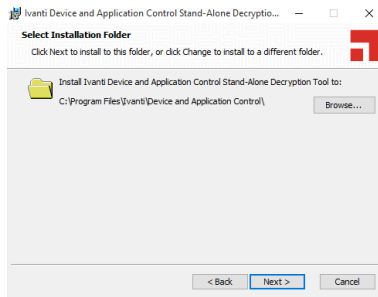 Ivanti Device and Application Control Stand-Alone Decryptio...
Select Installation Folder
Click Next to install to this folder, or click Change to install to a different folder.
Install Ivanti Device and Application Control Stand-Alone Decryption Tool to:
C:\Program Files\Ivanti\Device and Application Control\
Browse...
< Back
Next >
Cancel